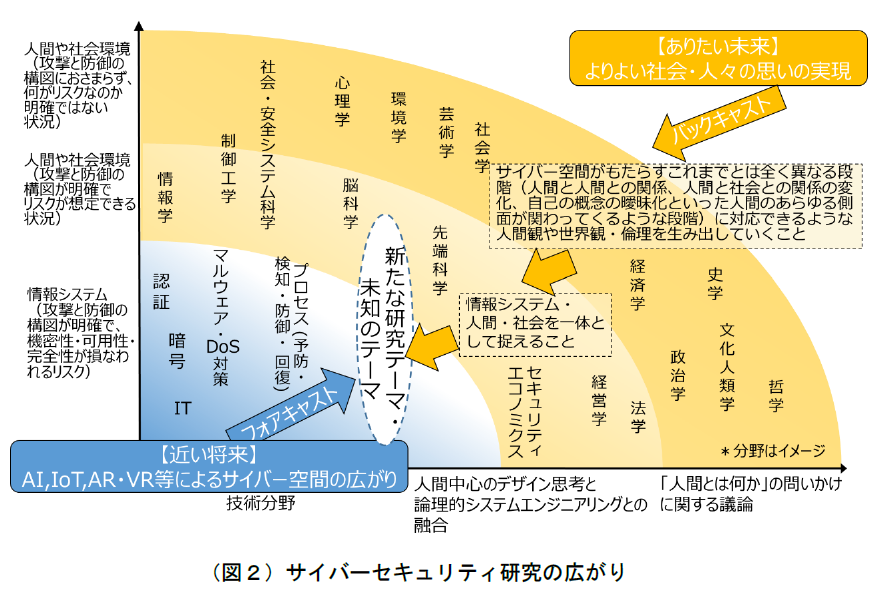 人間や社会環境
（攻撃と防御の
構図におさまらず、
何がリスクなのか
明確ではない
状況）
人間や社会環境
（攻撃と防御の
構図が明確で
リスクが想定できる
状況）
情報システム
（攻撃と防御の
構図が明確で、
機密性・可用性・
完全性が損なわ
れるリスク）
【ありたい未来】
よりよい社会・人々の思いの実現
バックキャスト
社会・安全システム科学
心理学
環境学
芸術学
社会学
制御工学
情報学
脳科学
先端科学
サイバー空間がもたらすこれまでとは全く異なる段
階（人間と人間との関係、人間と社会との関係の変
化、自己の概念の曖昧化といった人間のあらゆる側
面が関わってくるような段階）に対応できるような
人間観や世界観・倫理を生み出していくこと
経済学
史学
情報システム・
人間・社会を一体と
して捉えること
新たな研究テーマ・
未知のテーマ
認証
暗号
IT
マルウェア・DoS
対策
プロセス（予防・
検知・防御・回復）
フォアキャスト
セキュリティ
エコノミクス
経営学
法学
政治学
文化人類学
哲学
＊分野はイメージ
【近い将来】
AI,IoT,AR・VR等によるサイバー空間の広がり
技術分野
人間中心のデザイン思考と
論理的システムエンジニアリングとの
融合
「人間とは何か」の問いかけ
に関する議論
（図２）サイバーセキュリティ研究の広がり